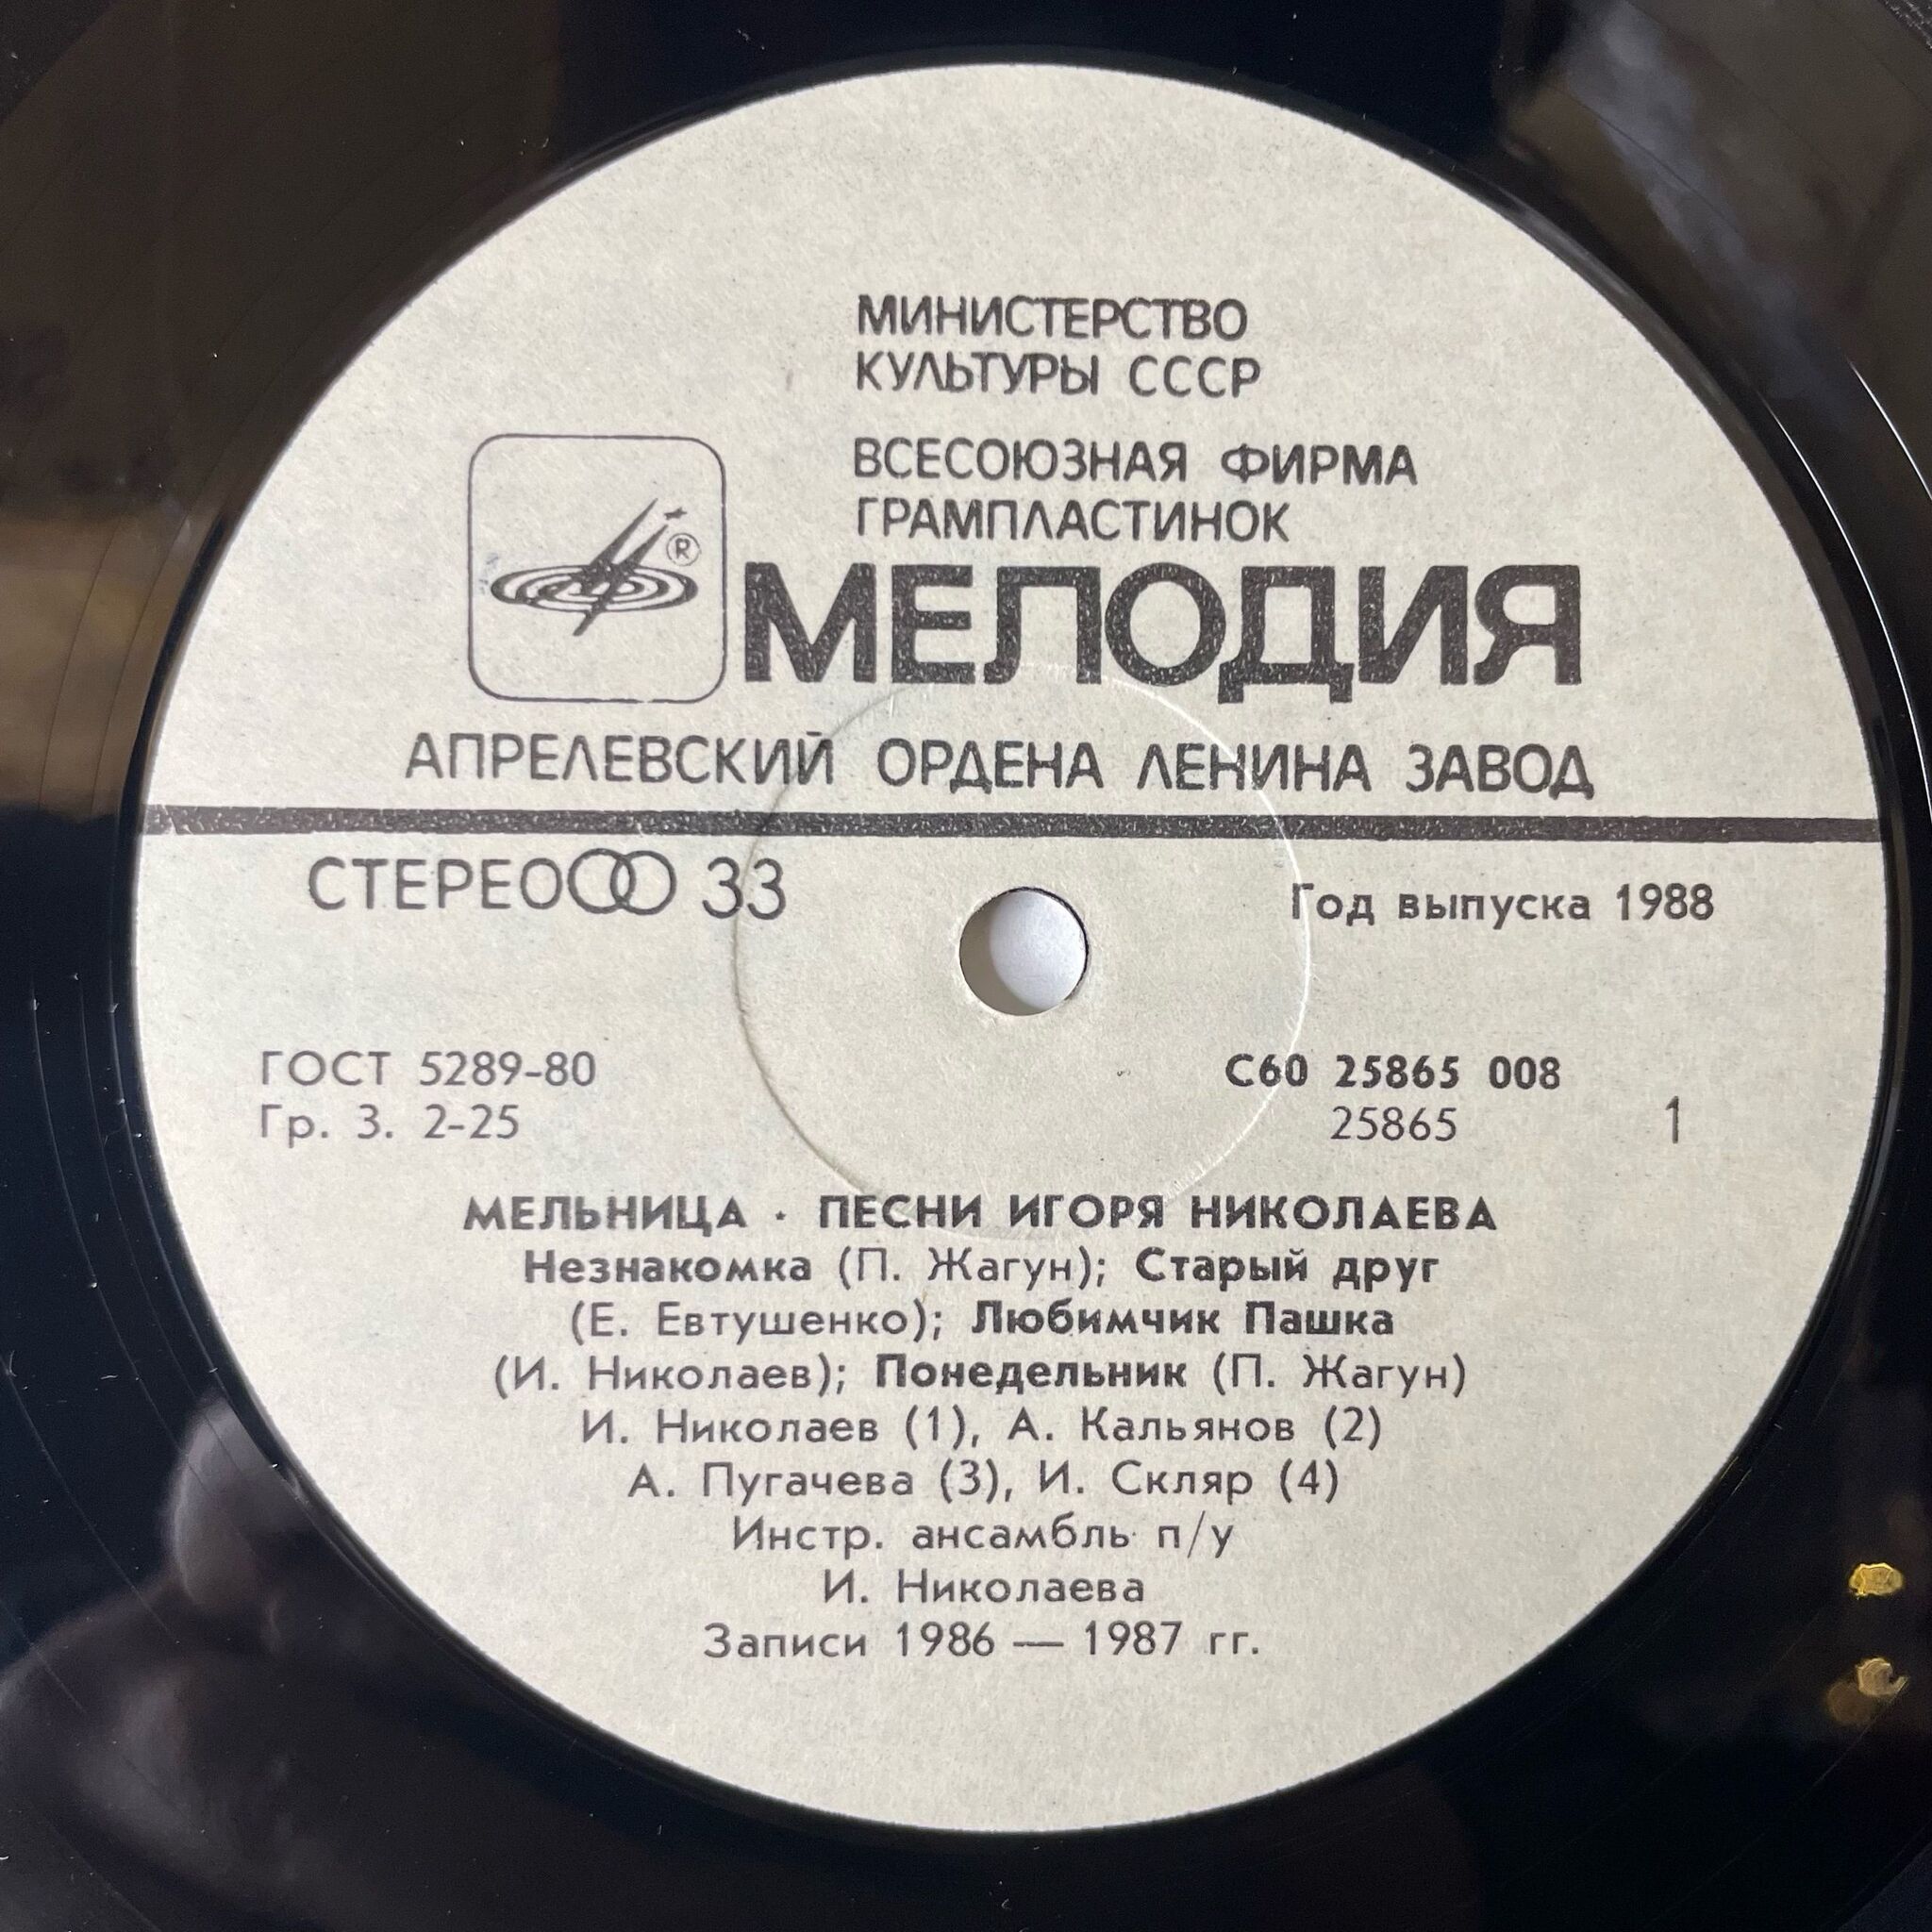 МИНИСТЕРСТВО
КУЛЬТУРЫ СССР
ВСЕСОЮЗНАЯ ФИРМА
ГРАМПЛАСТИНОК
®
МЕЛОДИЯ
АПРЕЛЕВСКИЙ ОРДЕНА ЛЕНИНА ЗАВОД
СТЕРЕО 33
Год выпуска 1988
ГОСТ 5289-80
Гр. 3. 2-25
С60 25865 008
25865
1
МЕЛЬНИЦА · ПЕСНИ ИГОРЯ НИКОЛАЕВА
Незнакомка (П. Жагун); Старый друг
(Е. Евтушенко); Любимчик Пашка
(И. Николаев); Понедельник (П. Жагун)
И. Николаев (1), А. Кальянов (2)
А. Пугачева (3), И. Скляр (4)
Инстр. ансамбль п/у
И. Николаева
Записи 1986 — 1987 гг.